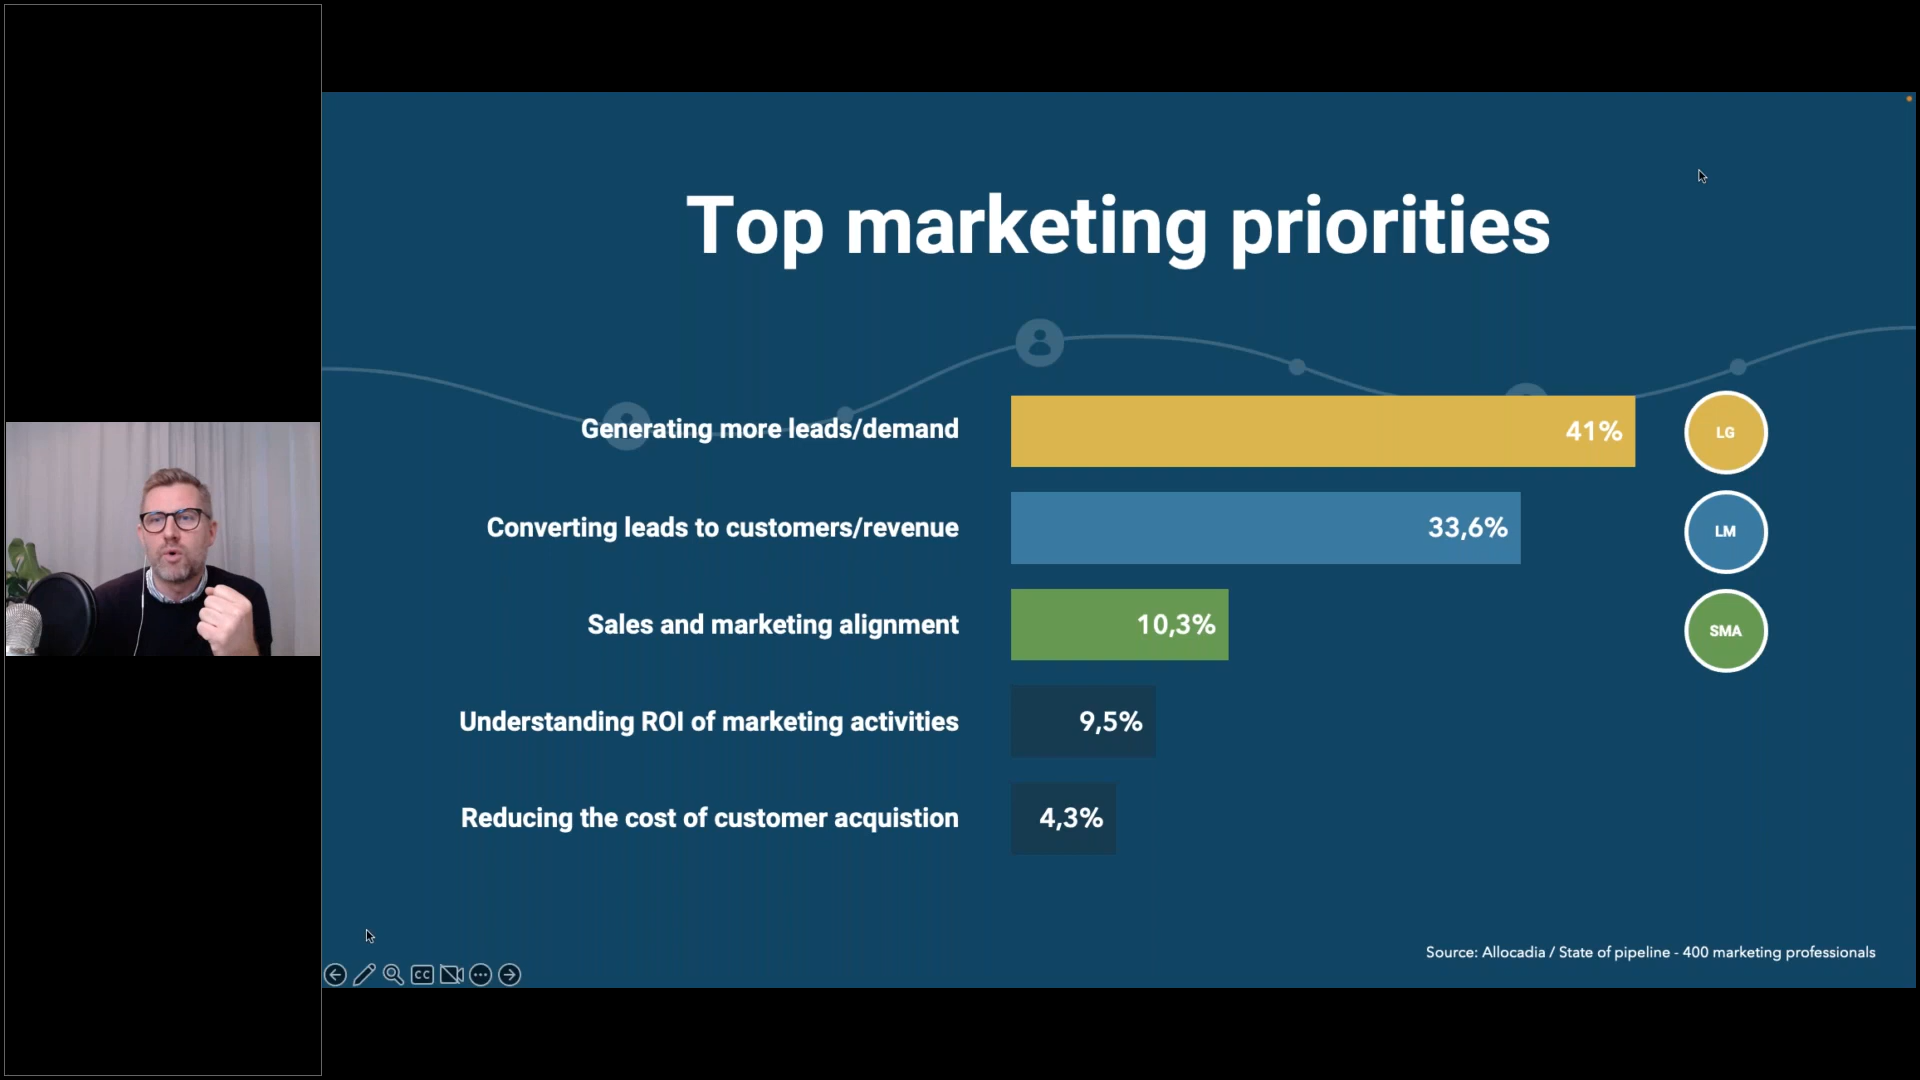 Top marketing priorities
Generating more leads/demand
41%
LG
Converting leads to customers/revenue
33,6%
LM
Sales and marketing alignment
10,3%
SMA
Understanding ROI of marketing activities
9,5%
Reducing the cost of customer acquistion
4,3%
Source: Allocadia / State of pipeline - 400 marketing professionals
CC